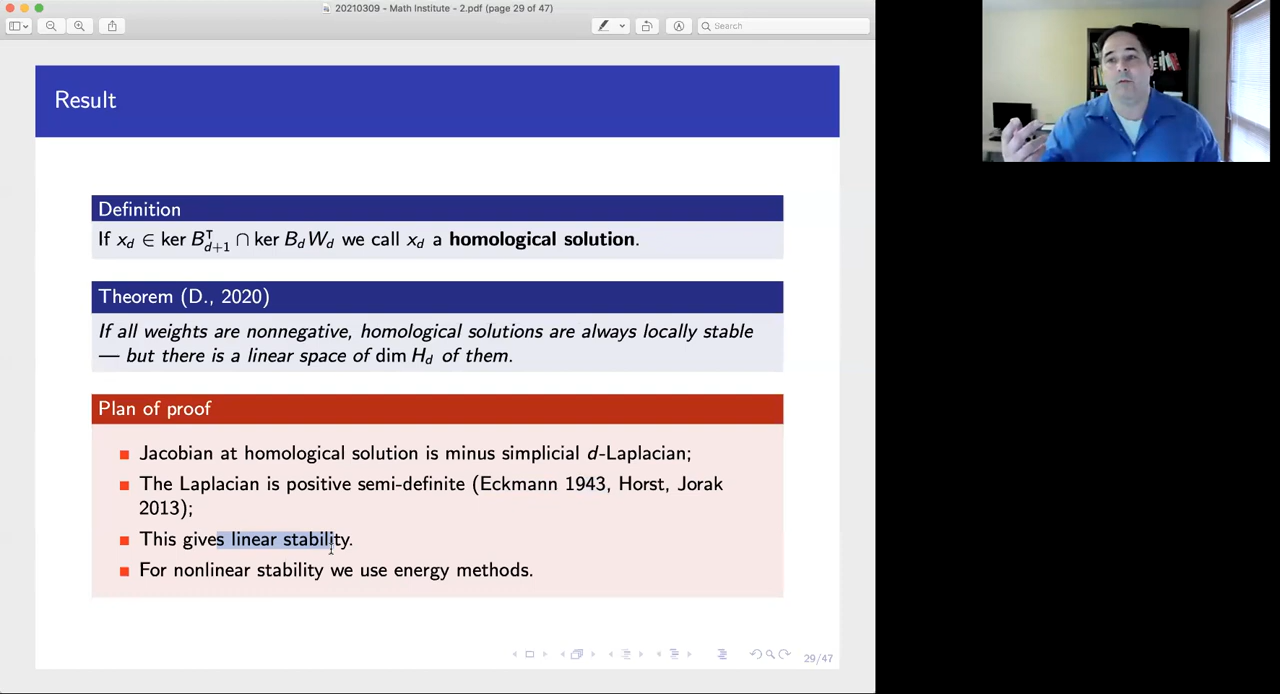 20210309 - Math Institute - 2.pdf (page 29 of 47)
Search
Result
Definition
If x_d ∈ ker B⊺_{d+1} ∩ ker B_d W_d we call x_d a homological solution.
Theorem (D., 2020)
If all weights are nonnegative, homological solutions are always locally stable
— but there is a linear space of dim H_d of them.
Plan of proof
Jacobian at homological solution is minus simplicial d-Laplacian;
The Laplacian is positive semi-definite (Eckmann 1943, Horst, Jorak
2013);
This gives linear stability.
For nonlinear stability we use energy methods.
29/47